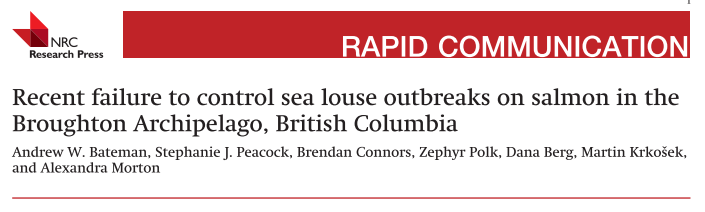 NRC
Research Press
RAPID COMMUNICATION
Recent failure to control sea louse outbreaks on salmon in the
Broughton Archipelago, British Columbia
Andrew W. Bateman, Stephanie J. Peacock, Brendan Connors, Zephyr Polk, Dana Berg, Martin Krkošek,
and Alexandra Morton